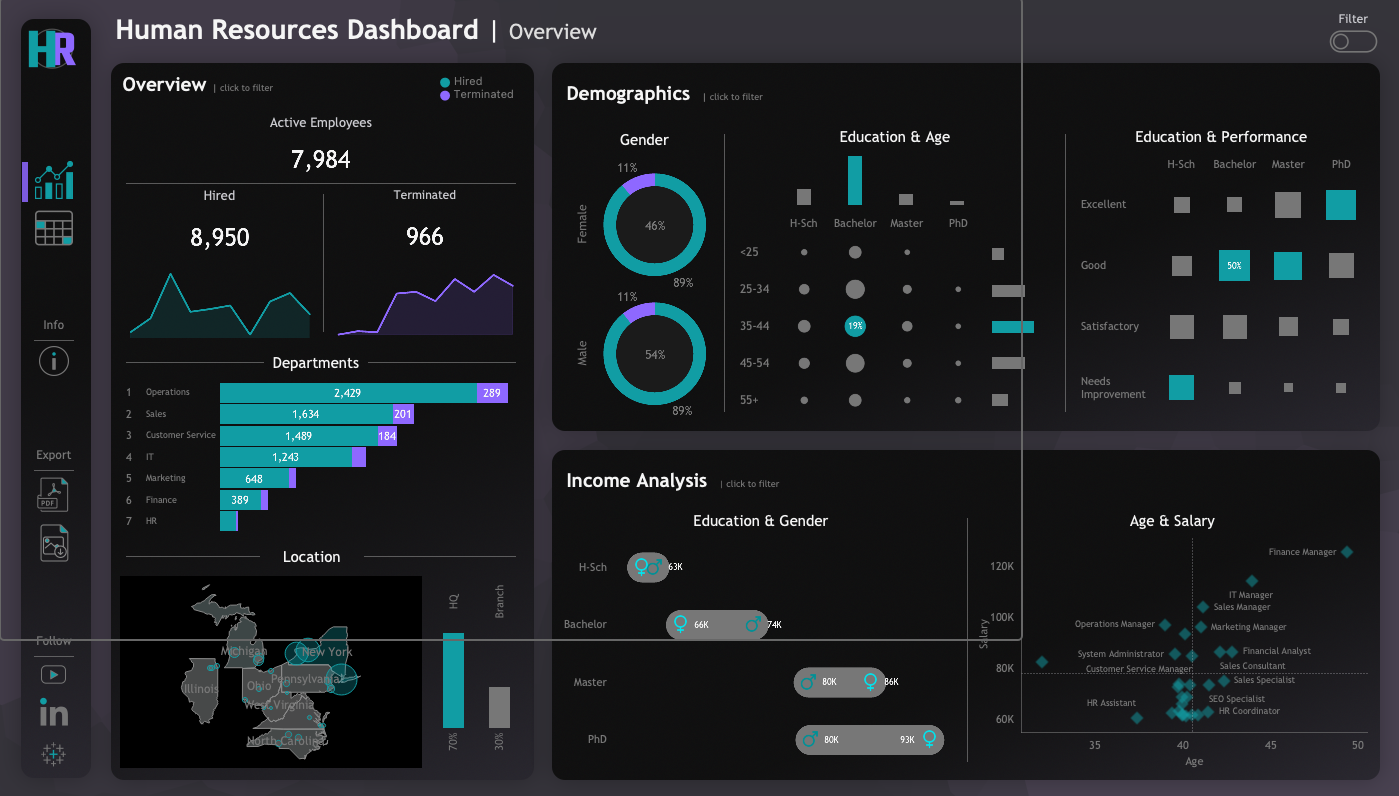 HR
Human Resources Dashboard | Overview
Filter
Info
Export
PDF
Follow
in
Overview | click to filter
Hired
Terminated
Active Employees
7,984
Hired
8,950
Terminated
966
Departments
1 Operations 2,429 289
2 Sales 1,634 201
3 Customer Service 1,489 184
4 IT 1,243
5 Marketing 648
6 Finance 389
7 HR
Location
Michigan
New York
Illinois
Ohio
Pennsylvania
West Virginia
North Carolina
HQ
Branch
70%
30%
Demographics | click to filter
Gender
Female
11%
46%
89%
Male
11%
54%
89%
Education & Age
H-Sch Bachelor Master PhD
<25
25-34
35-44 19%
45-54
55+
Education & Performance
H-Sch Bachelor Master PhD
Excellent
Good 50%
Satisfactory
Needs
Improvement
Income Analysis | click to filter
Education & Gender
H-Sch 63K
Bachelor 66K 74K
Master 80K 86K
PhD 80K 93K
Age & Salary
Salary
120K
100K
80K
60K
Finance Manager
IT Manager
Sales Manager
Operations Manager
Marketing Manager
System Administrator
Financial Analyst
Customer Service Manager
Sales Consultant
Sales Specialist
HR Assistant
SEO Specialist
HR Coordinator
35 40 45 50
Age